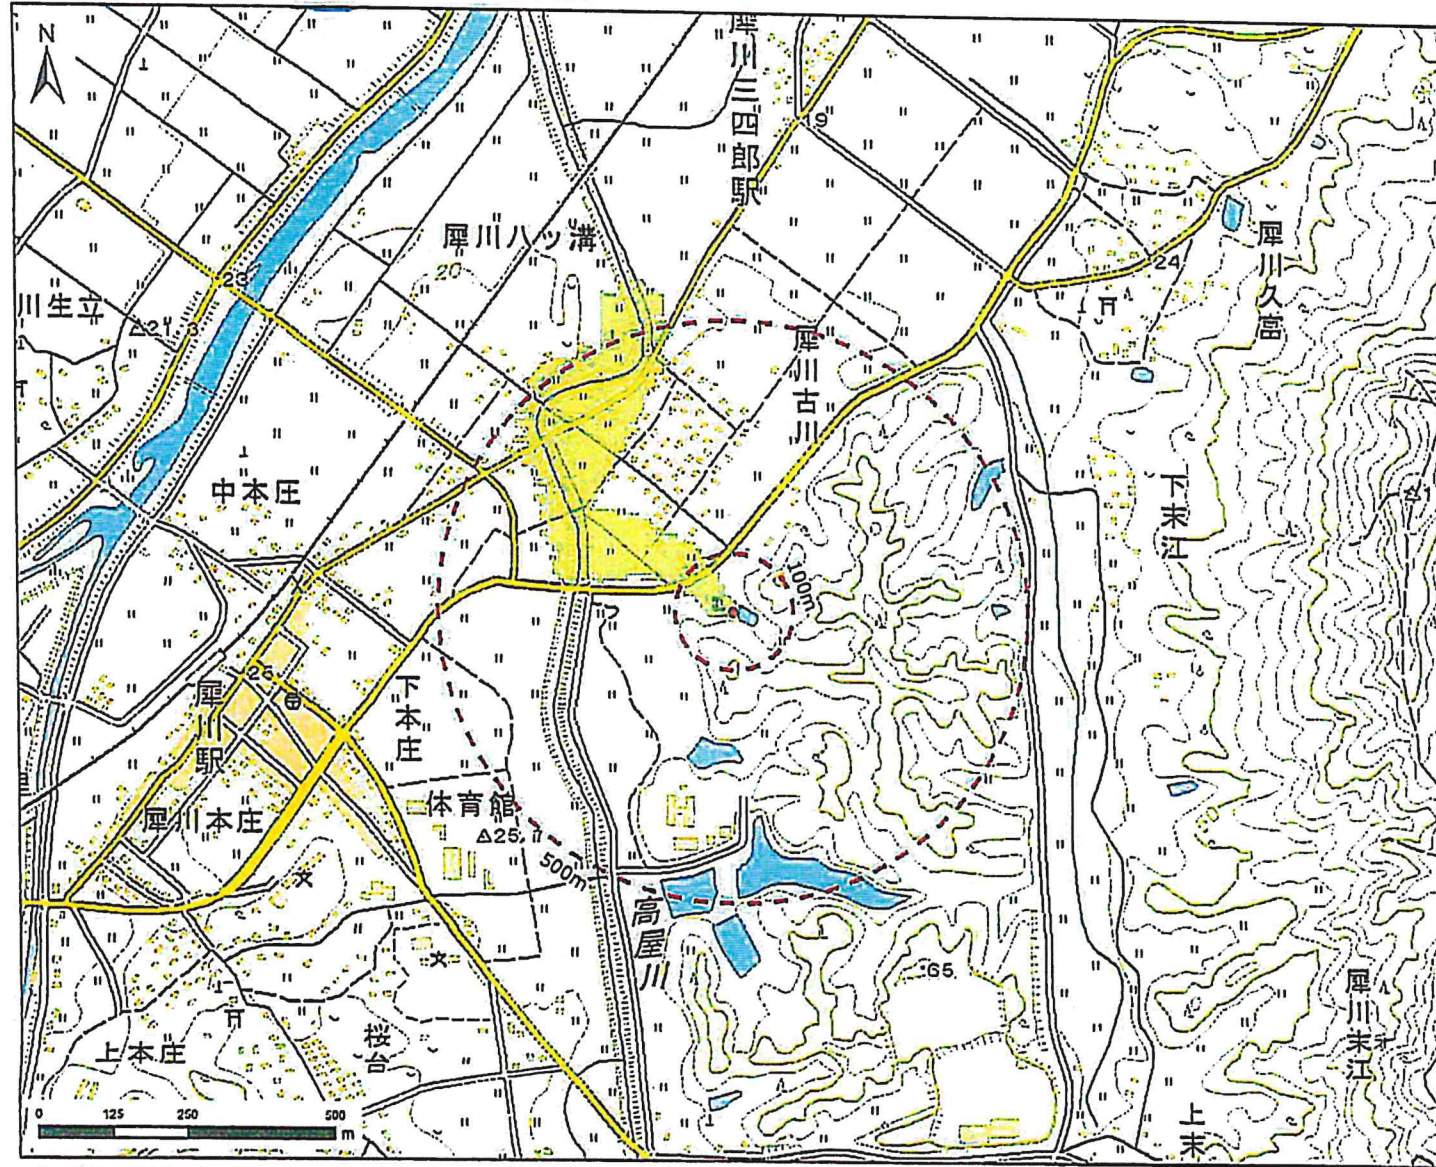 N
犀川三四郎駅
19
犀川八ッ溝
20
23
川生立
△21.3
犀川久富
24
犀川古川
中本庄
下末江
100m
26
犀川駅
下本庄
体育館
△25.7
犀川本庄
500m
高屋川
65
犀川末江
桜台
上本庄
上末
0 125 250 500
m